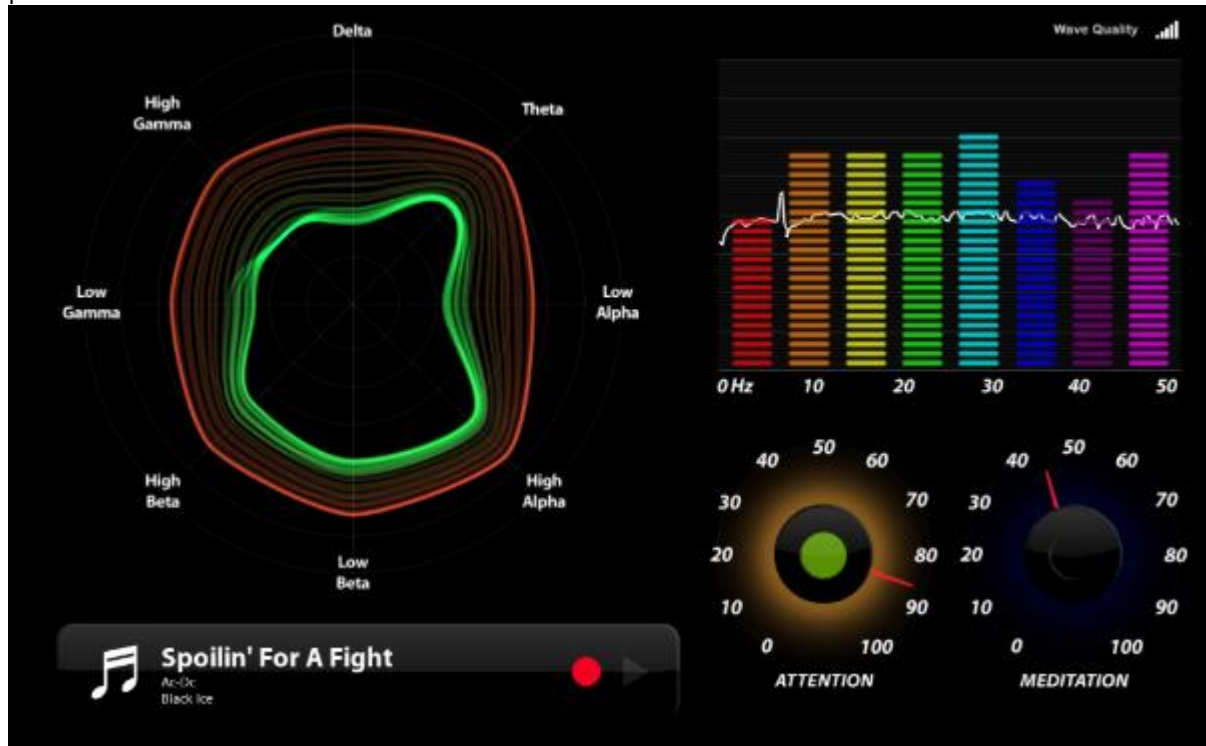 Delta
Wave Quality
High
Gamma
Theta
Low
Gamma
Low
Alpha
High
Beta
High
Alpha
Low
Beta
0 Hz 10 20 30 40 50
50
40 60
30 70
20 80
10 90
0 100
ATTENTION
50
40 60
30 70
20 80
10 90
0 100
MEDITATION
Spoilin' For A Fight
Ac-Dc
Black Ice